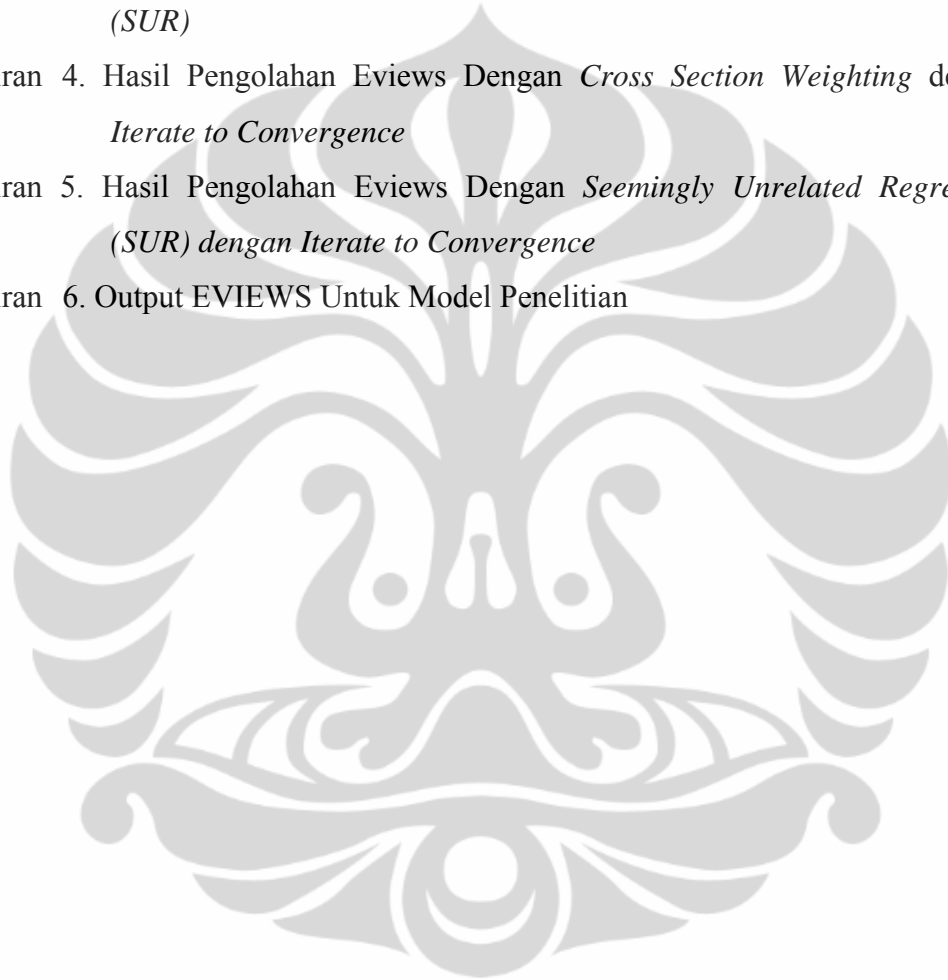 (SUR)
ran 4. Hasil Pengolahan Eviews Dengan Cross Section Weighting de
Iterate to Convergence
ran 5. Hasil Pengolahan Eviews Dengan Seemingly Unrelated Regre
(SUR) dengan Iterate to Convergence
ran 6. Output EVIEWS Untuk Model Penelitian